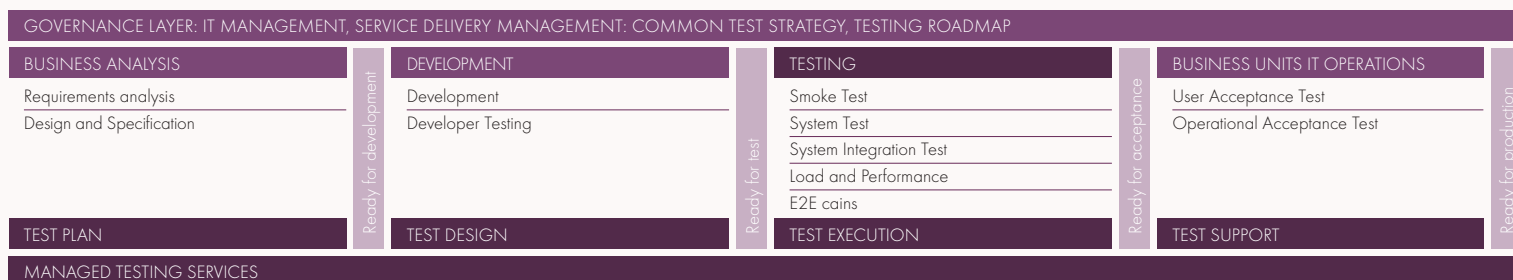 GOVERNANCE LAYER: IT MANAGEMENT, SERVICE DELIVERY MANAGEMENT: COMMON TEST STRATEGY, TESTING ROADMAP
BUSINESS ANALYSIS
Requirements analysis
Design and Specification
TEST PLAN
Ready for development
DEVELOPMENT
Development
Developer Testing
TEST DESIGN
Ready for test
TESTING
Smoke Test
System Test
System Integration Test
Load and Performance
E2E cains
TEST EXECUTION
Ready for acceptance
BUSINESS UNITS IT OPERATIONS
User Acceptance Test
Operational Acceptance Test
TEST SUPPORT
Ready for production
MANAGED TESTING SERVICES